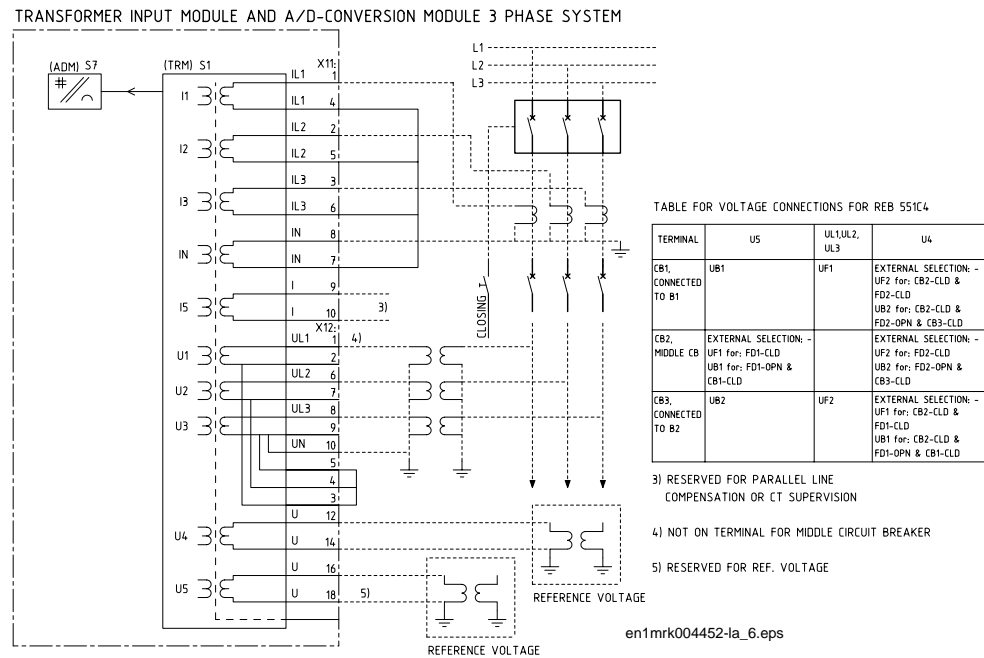 TRANSFORMER INPUT MODULE AND A/D-CONVERSION MODULE 3 PHASE SYSTEM
(ADM) S7
#
(TRM) S1
X11:
L1
L2
L3
I1
IL1 1
IL1 4
I2
IL2 2
IL2 5
I3
IL3 3
IL3 6
IN
IN 8
IN 7
I5
I 9
I 10
3)
CLOSING
X12:
U1
UL1 1
4)
2
U2
UL2 6
7
U3
UL3 8
9
UN 10
5
4
3
U4
U 12
U 14
U5
U 16
U 18
5)
REFERENCE VOLTAGE
REFERENCE VOLTAGE
TABLE FOR VOLTAGE CONNECTIONS FOR REB 551C4
TERMINAL
U5
UL1,UL2,
UL3
U4
CB1,
CONNECTED
TO B1
UB1
UF1
EXTERNAL SELECTION: -
UF2 for: CB2-CLD &
FD2-CLD
UB2 for: CB2-CLD &
FD2-OPN & CB3-CLD
CB2,
MIDDLE CB
EXTERNAL SELECTION: -
UF1 for: FD1-CLD
UB1 for: FD1-OPN &
CB1-CLD
EXTERNAL SELECTION: -
UF2 for: FD2-CLD
UB2 for: FD2-OPN &
CB3-CLD
CB3,
CONNECTED
TO B2
UB2
UF2
EXTERNAL SELECTION: -
UF1 for: CB2-CLD &
FD1-CLD
UB1 for: CB2-CLD &
FD1-OPN & CB1-CLD
3) RESERVED FOR PARALLEL LINE
COMPENSATION OR CT SUPERVISION
4) NOT ON TERMINAL FOR MIDDLE CIRCUIT BREAKER
5) RESERVED FOR REF. VOLTAGE
en1mrk004452-la_6.eps